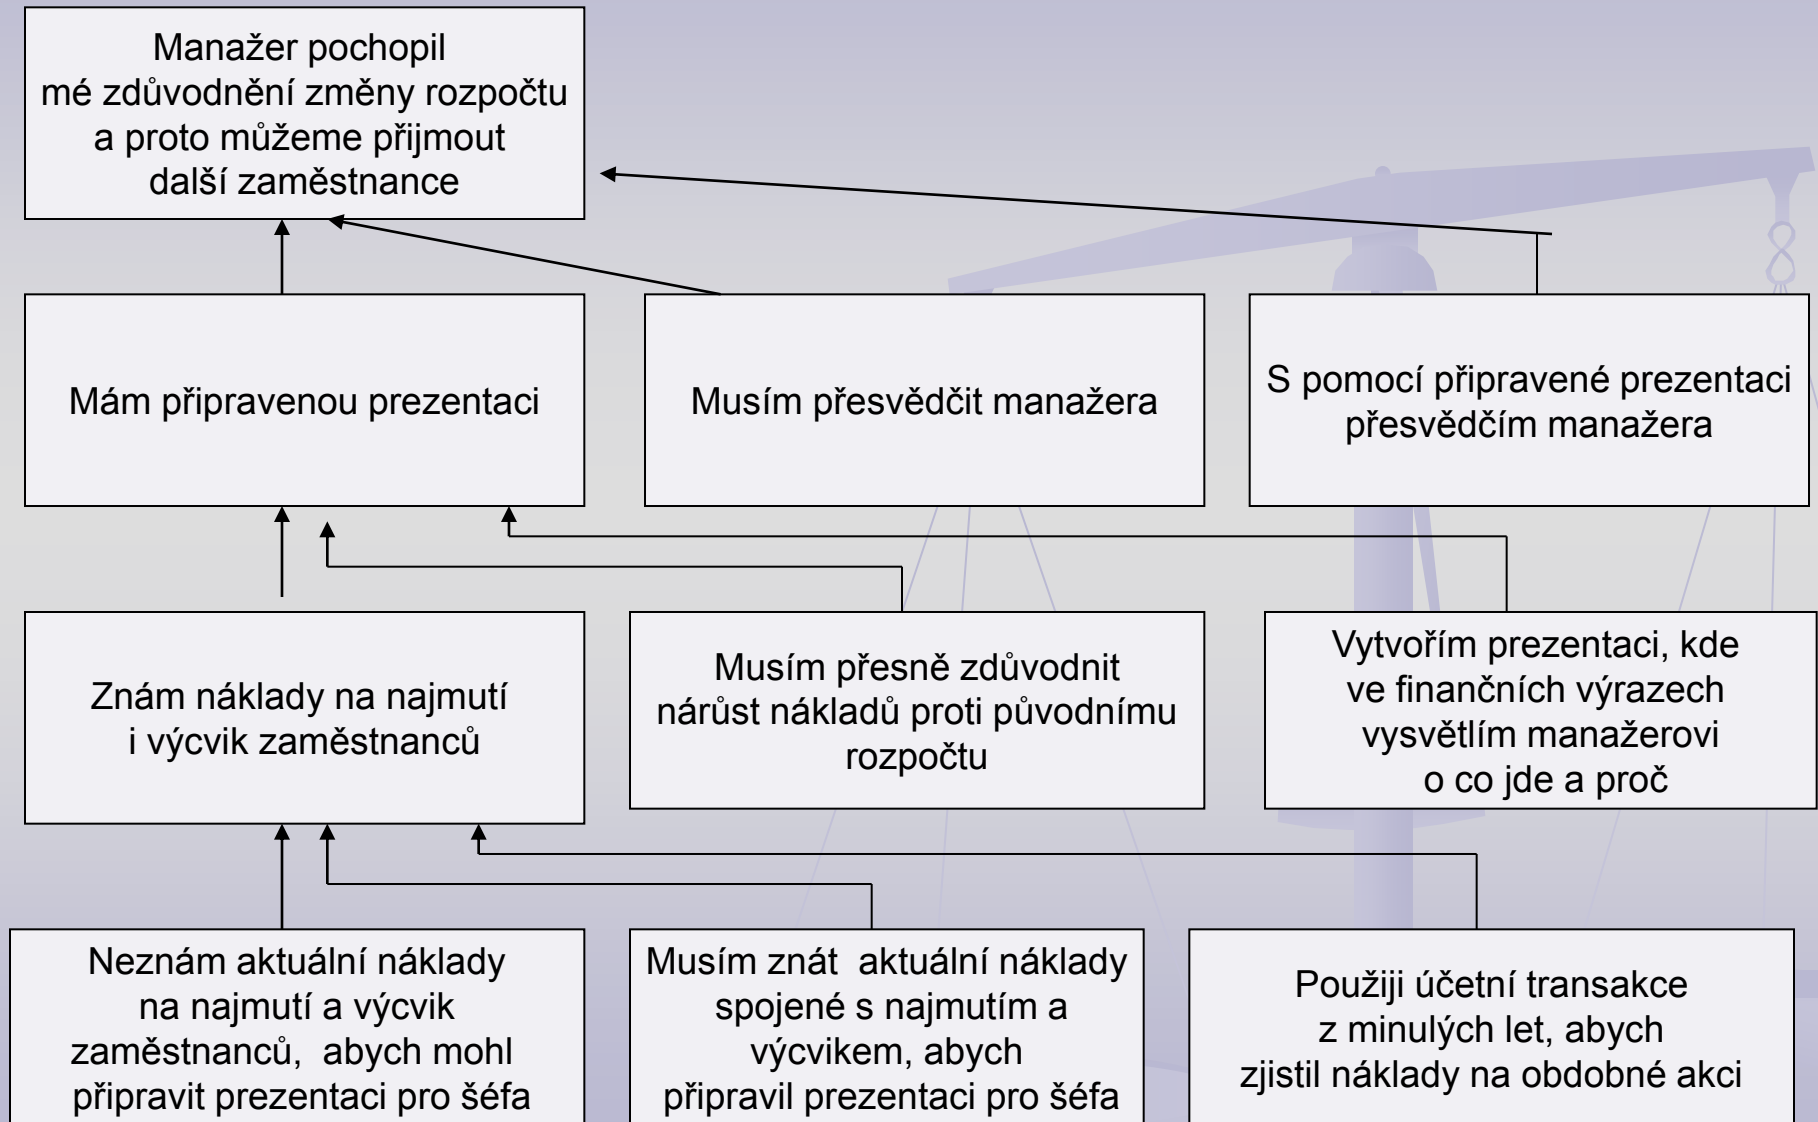 Manažer pochopil
mé zdůvodnění změny rozpočtu
a proto můžeme přijmout
další zaměstnance
Mám připravenou prezentaci
Musím přesvědčit manažera
S pomocí připravené prezentaci
přesvědčím manažera
Znám náklady na najmutí
i výcvik zaměstnanců
Musím přesně zdůvodnit
nárůst nákladů proti původnímu
rozpočtu
Vytvořím prezentaci, kde
ve finančních výrazech
vysvětlím manažerovi
o co jde a proč
Neznám aktuální náklady
na najmutí a výcvik
zaměstnanců,  abych mohl
připravit prezentaci pro šéfa
Musím znát  aktuální náklady
spojené s najmutím a
výcvikem, abych
připravil prezentaci pro šéfa
Použiji účetní transakce
z minulých let, abych
zjistil náklady na obdobné akci